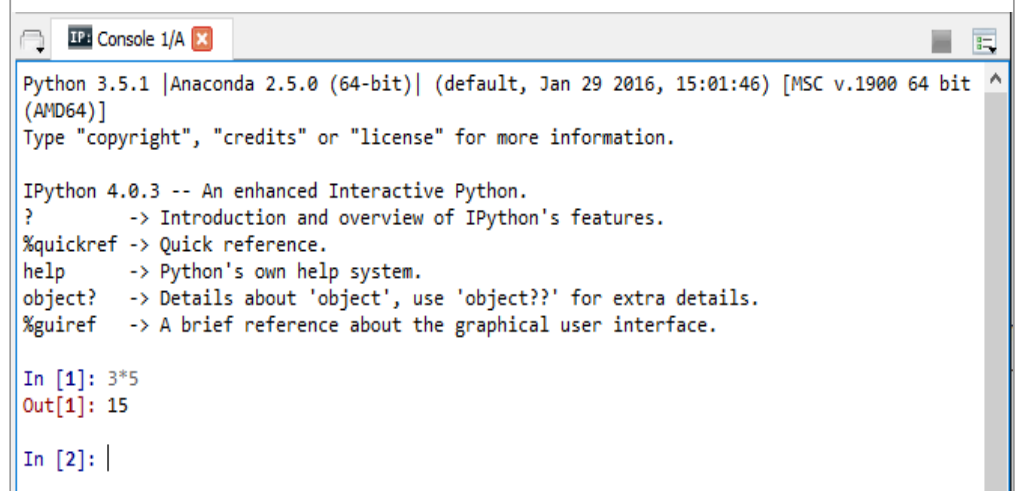 IP: Console 1/A
Python 3.5.1 |Anaconda 2.5.0 (64-bit)| (default, Jan 29 2016, 15:01:46) [MSC v.1900 64 bit
(AMD64)]
Type "copyright", "credits" or "license" for more information.
IPython 4.0.3 -- An enhanced Interactive Python.
?         -> Introduction and overview of IPython's features.
%quickref -> Quick reference.
help      -> Python's own help system.
object?   -> Details about 'object', use 'object??' for extra details.
%guiref   -> A brief reference about the graphical user interface.
In [1]: 3*5
Out[1]: 15
In [2]: